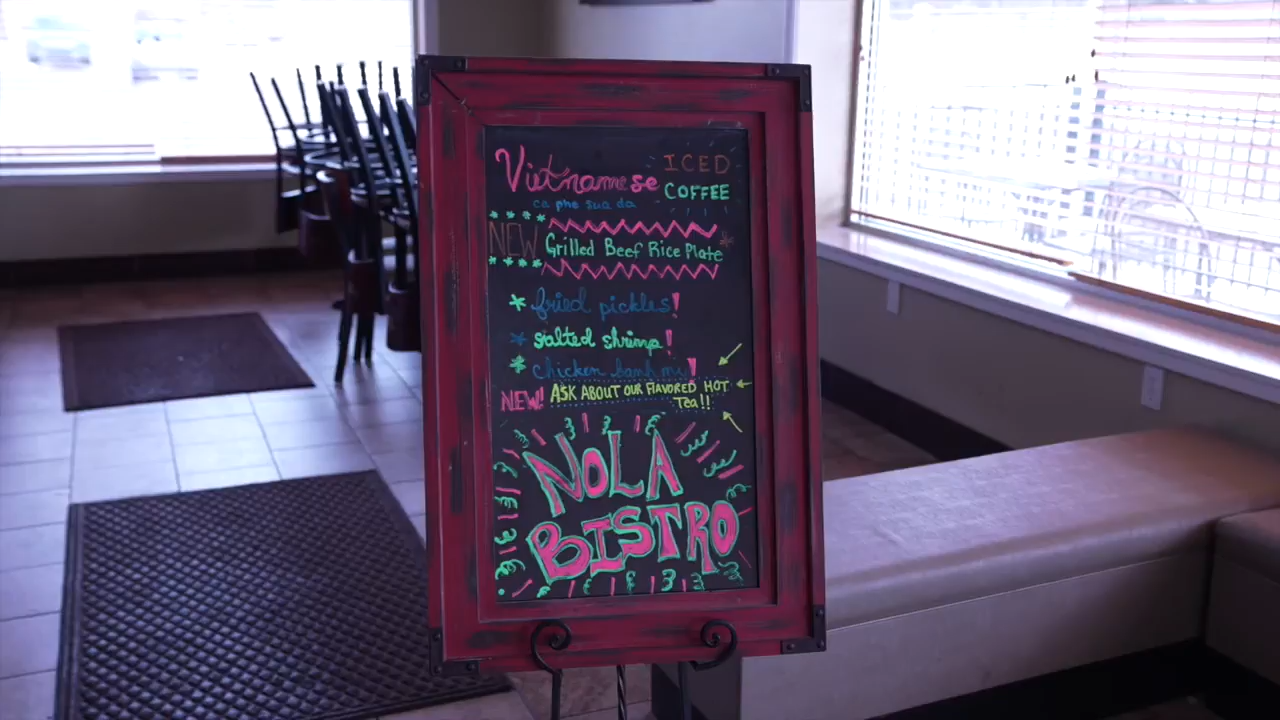 Vietnamese ICED
COFFEE
ca phe sua da
NEW Grilled Beef Rice Plate
fried pickles!
salted shrimp!
chicken banh mi!
NEW! ASK ABOUT OUR FLAVORED HOT
Tea!!
NOLA
BISTRO